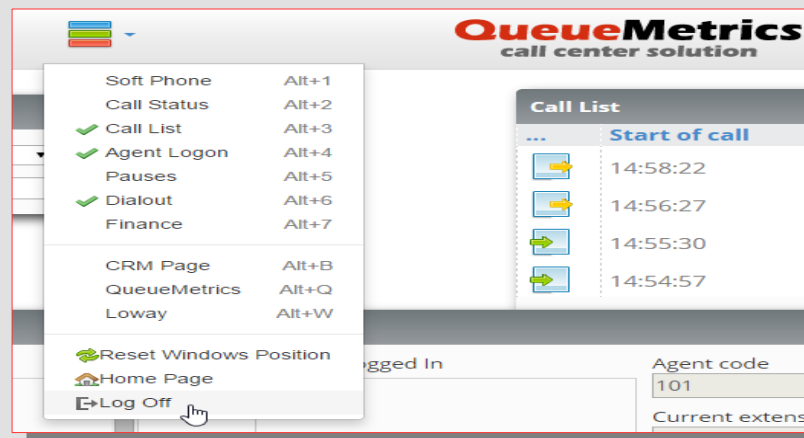 QueueMetrics
call center solution
Soft Phone Alt+1
Call Status Alt+2
Call List Alt+3
Agent Logon Alt+4
Pauses Alt+5
Dialout Alt+6
Finance Alt+7
CRM Page Alt+B
QueueMetrics Alt+Q
Loway Alt+W
Reset Windows Position
Home Page
Log Off
Call List
... Start of call
14:58:22
14:56:27
14:55:30
14:54:57
ogged In
Agent code
101
Current extens